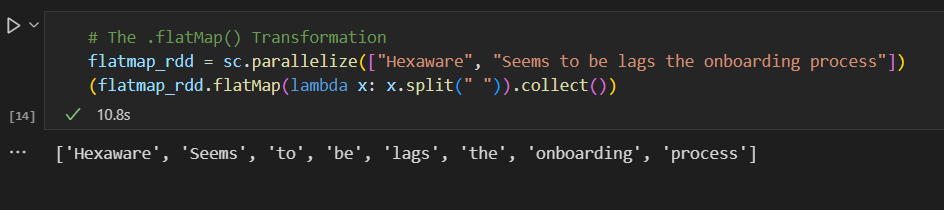 # The .flatMap() Transformation
flatmap_rdd = sc.parallelize(["Hexaware", "Seems to be lags the onboarding process"])
(flatmap_rdd.flatMap(lambda x: x.split(" ")).collect())
[14]
10.8s
['Hexaware', 'Seems', 'to', 'be', 'lags', 'the', 'onboarding', 'process']